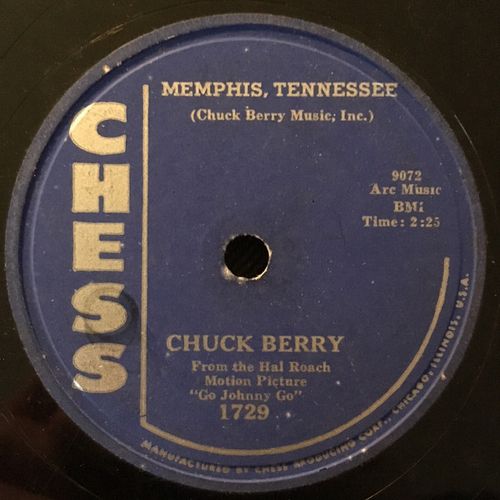 CHESS
MEMPHIS, TENNESSEE
(Chuck Berry Music, Inc.)
9072
Arc Music
BMI
Time: 2:25
CHUCK BERRY
From the Hal Roach
Motion Picture
"Go Johnny Go"
1729
MANUFACTURED BY CHESS PRODUCING CORP., CHICAGO, ILLINOIS, U.S.A.